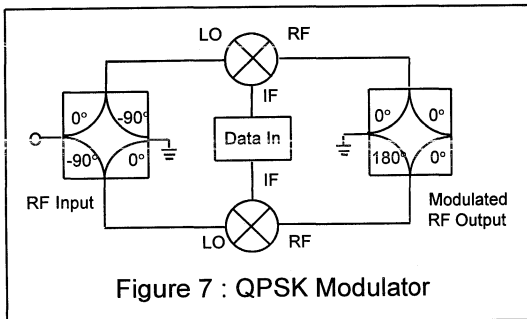 LO
RF
0°
-90°
IF
0°
0°
Data In
-90°
0°
180°
0°
IF
RF Input
Modulated
RF Output
LO
RF
Figure 7 : QPSK Modulator